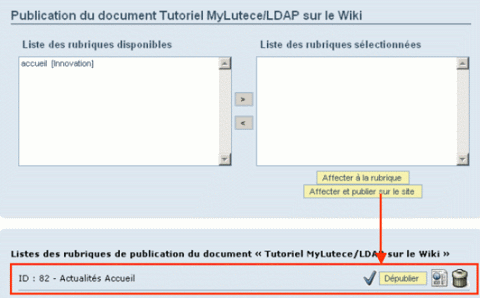 Publication du document Tutoriel MyLutece/LDAP sur le Wiki
Liste des rubriques disponibles
Liste des rubriques sélectionnées
accueil [Innovation]
>
<
Affecter à la rubrique
Affecter et publier sur le site
Listes des rubriques de publication du document « Tutoriel MyLutece/LDAP sur le Wiki »
ID : 82 - Actualités Accueil
Dépublier